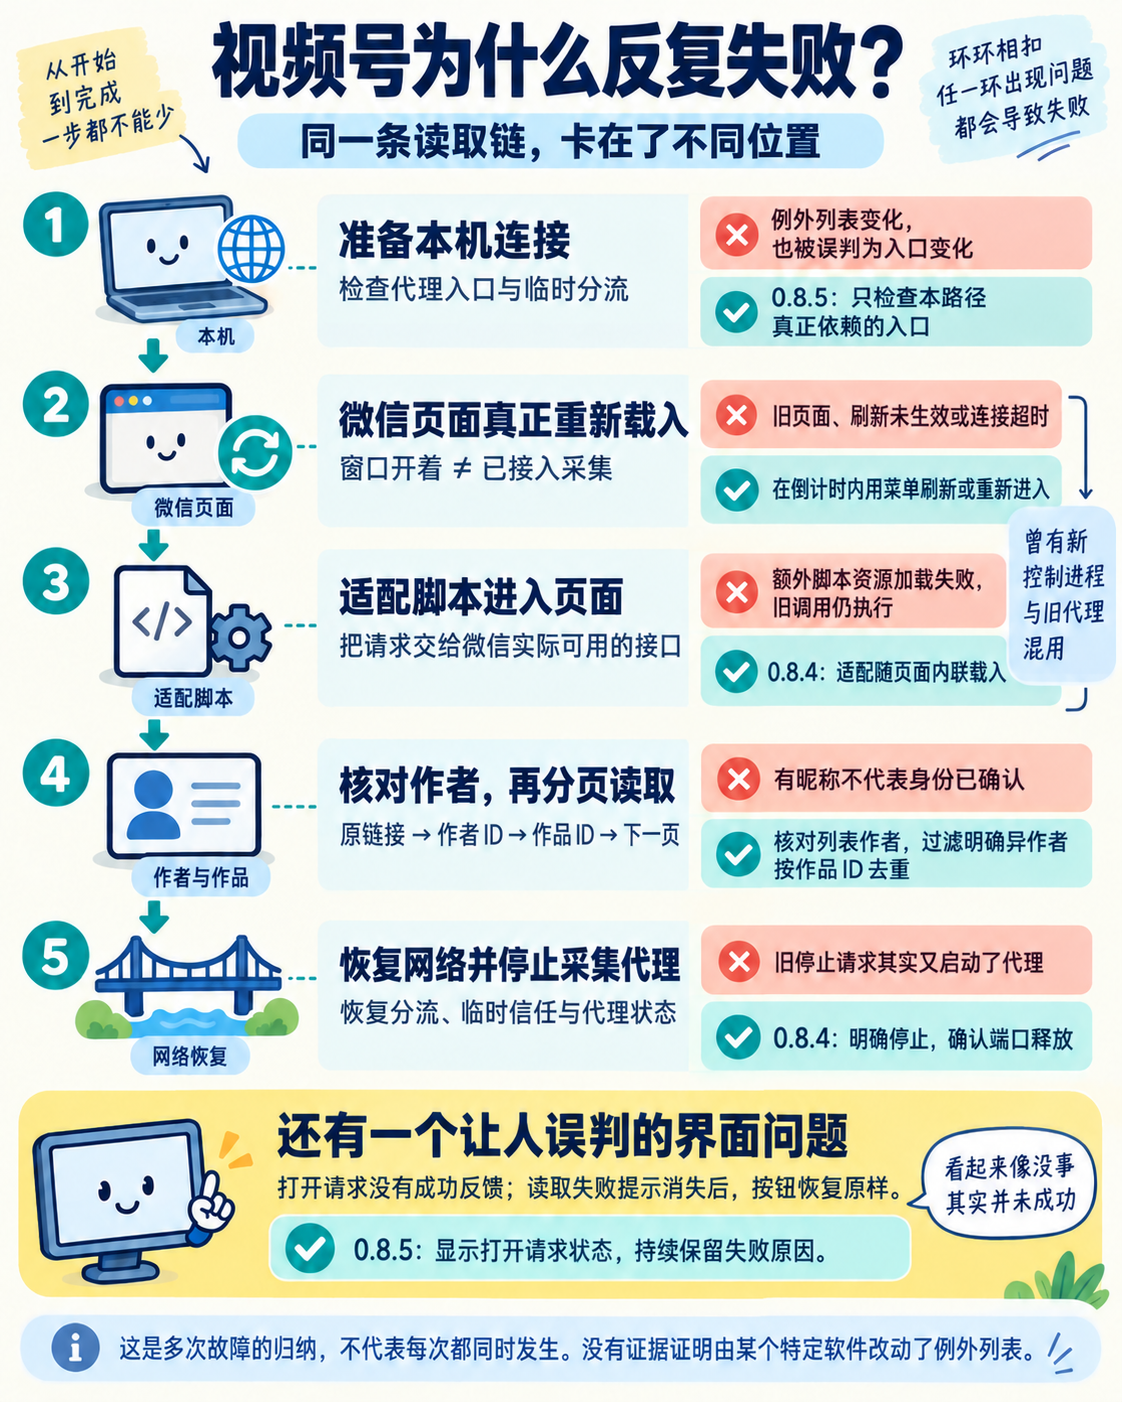 从开始
到完成
一步都不能少
视频号为什么反复失败?
同一条读取链，卡在了不同位置
环环相扣
任一环出现问题
都会导致失败
1
本机
准备本机连接
检查代理入口与临时分流
例外列表变化，
也被误判为入口变化
0.8.5：只检查本路径
真正依赖的入口
2
微信页面
微信页面真正重新载入
窗口开着 ≠ 已接入采集
旧页面、刷新未生效或连接超时
在倒计时内用菜单刷新或重新进入
曾有新
控制进程
与旧代理
混用
3
</>
适配脚本
适配脚本进入页面
把请求交给微信实际可用的接口
额外脚本资源加载失败，
旧调用仍执行
0.8.4：适配随页面内联载入
4
作者与作品
核对作者，再分页读取
原链接 → 作者 ID → 作品 ID → 下一页
有昵称不代表身份已确认
核对列表作者，过滤明确异作者
按作品 ID 去重
5
网络恢复
恢复网络并停止采集代理
恢复分流、临时信任与代理状态
旧停止请求其实又启动了代理
0.8.4：明确停止，确认端口释放
还有一个让人误判的界面问题
打开请求没有成功反馈；读取失败提示消失后，按钮恢复原样。
0.8.5：显示打开请求状态，持续保留失败原因。
看起来像没事
其实并未成功
i
这是多次故障的归纳，不代表每次都同时发生。没有证据证明由某个特定软件改动了例外列表。